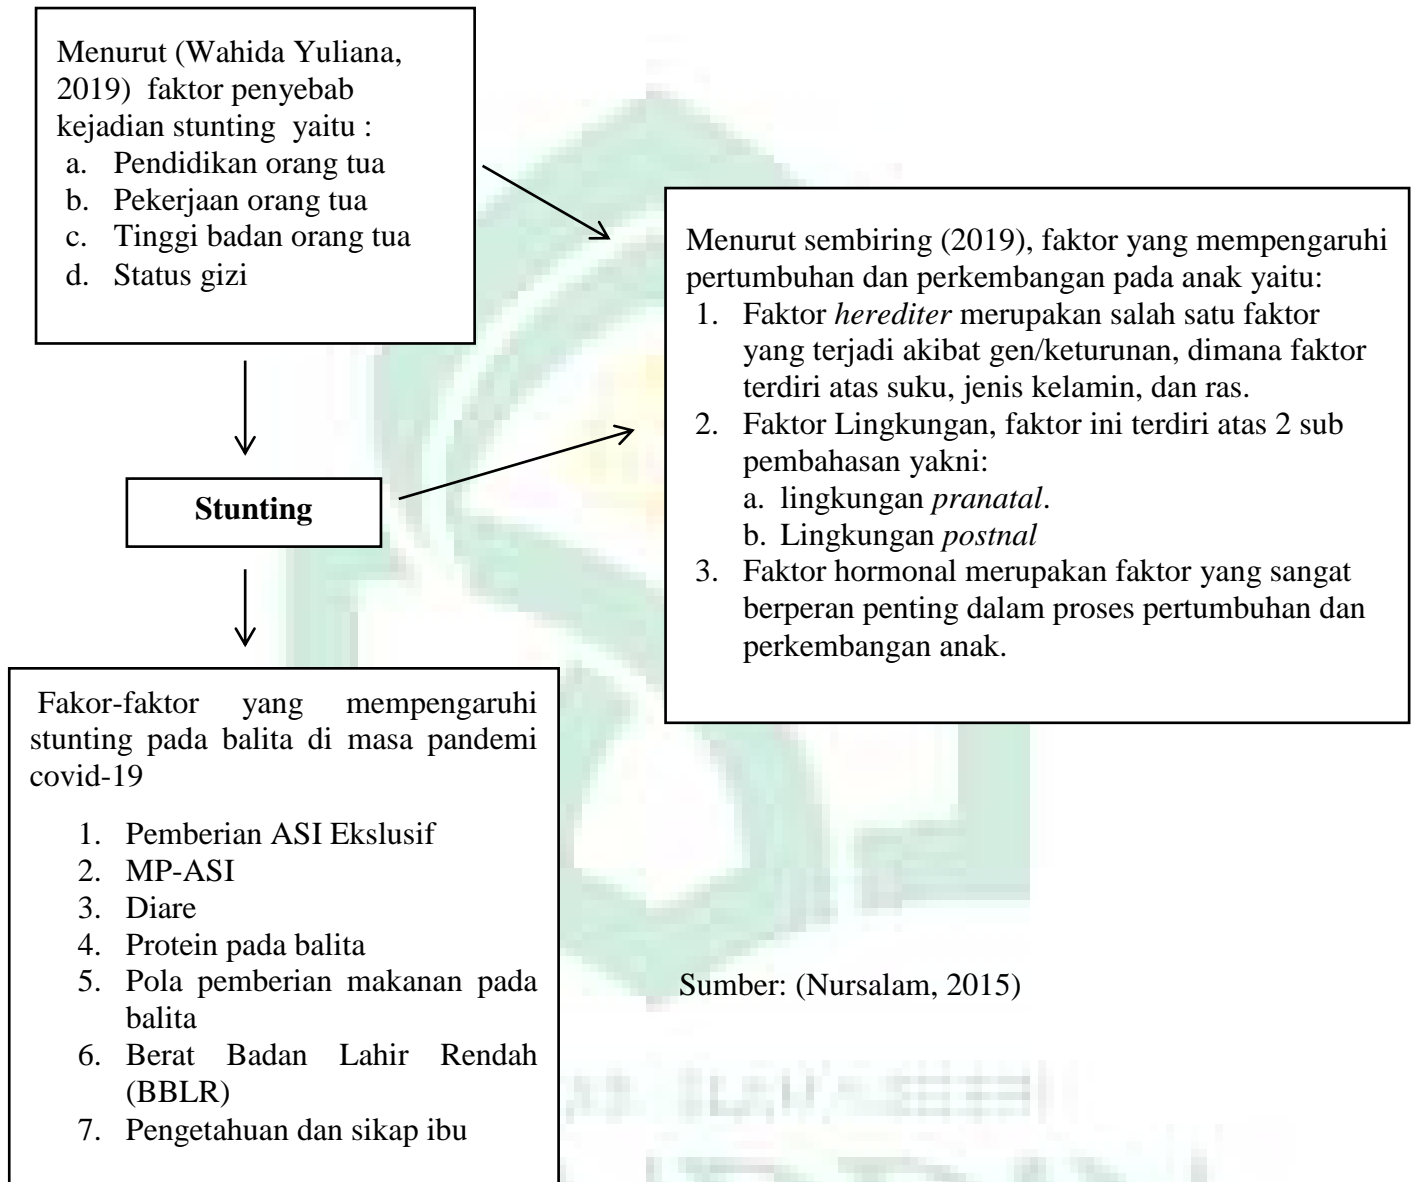 Menurut (Wahida Yuliana,
2019) faktor penyebab
kejadian stunting yaitu :
a. Pendidikan orang tua
b. Pekerjaan orang tua
c. Tinggi badan orang tua
d. Status gizi
Menurut sembiring (2019), faktor yang mempengaruhi
pertumbuhan dan perkembangan pada anak yaitu:
1. Faktor herediter merupakan salah satu faktor
yang terjadi akibat gen/keturunan, dimana faktor
terdiri atas suku, jenis kelamin, dan ras.
2. Faktor Lingkungan, faktor ini terdiri atas 2 sub
pembahasan yakni:
a. lingkungan pranatal.
b. Lingkungan postnal
3. Faktor hormonal merupakan faktor yang sangat
berperan penting dalam proses pertumbuhan dan
perkembangan anak.
Stunting
Fakor-faktor yang mempengaruhi
stunting pada balita di masa pandemi
covid-19
1. Pemberian ASI Ekslusif
2. MP-ASI
3. Diare
4. Protein pada balita
5. Pola pemberian makanan pada
balita
6. Berat Badan Lahir Rendah
(BBLR)
7. Pengetahuan dan sikap ibu
Sumber: (Nursalam, 2015)